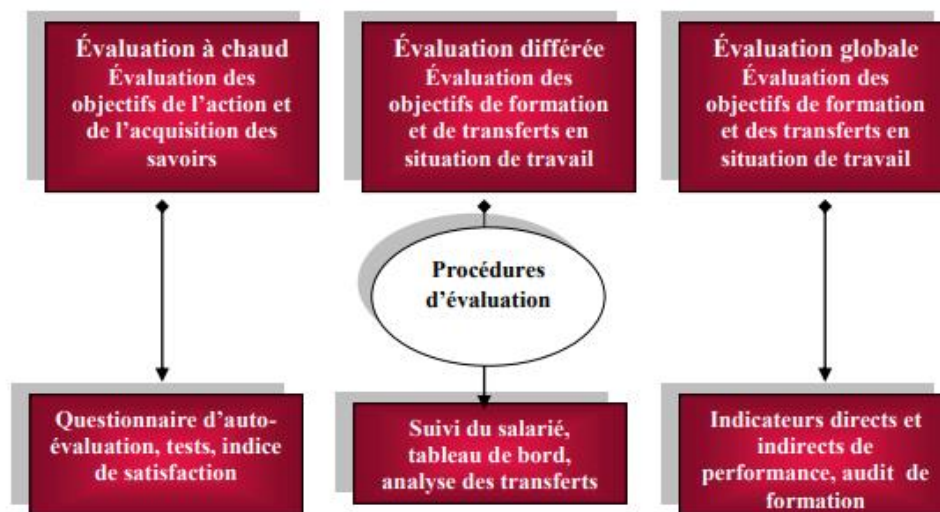 Évaluation à chaud
Évaluation des
objectifs de l’action et
de l’acquisition des
savoirs
Évaluation différée
Évaluation des
objectifs de formation
et de transferts en
situation de travail
Évaluation globale
Évaluation des
objectifs de formation
et des transferts en
situation de travail
Procédures
d’évaluation
Questionnaire d’auto-
évaluation, tests, indice
de satisfaction
Suivi du salarié,
tableau de bord,
analyse des transferts
Indicateurs directs et
indirects de
performance, audit de
formation